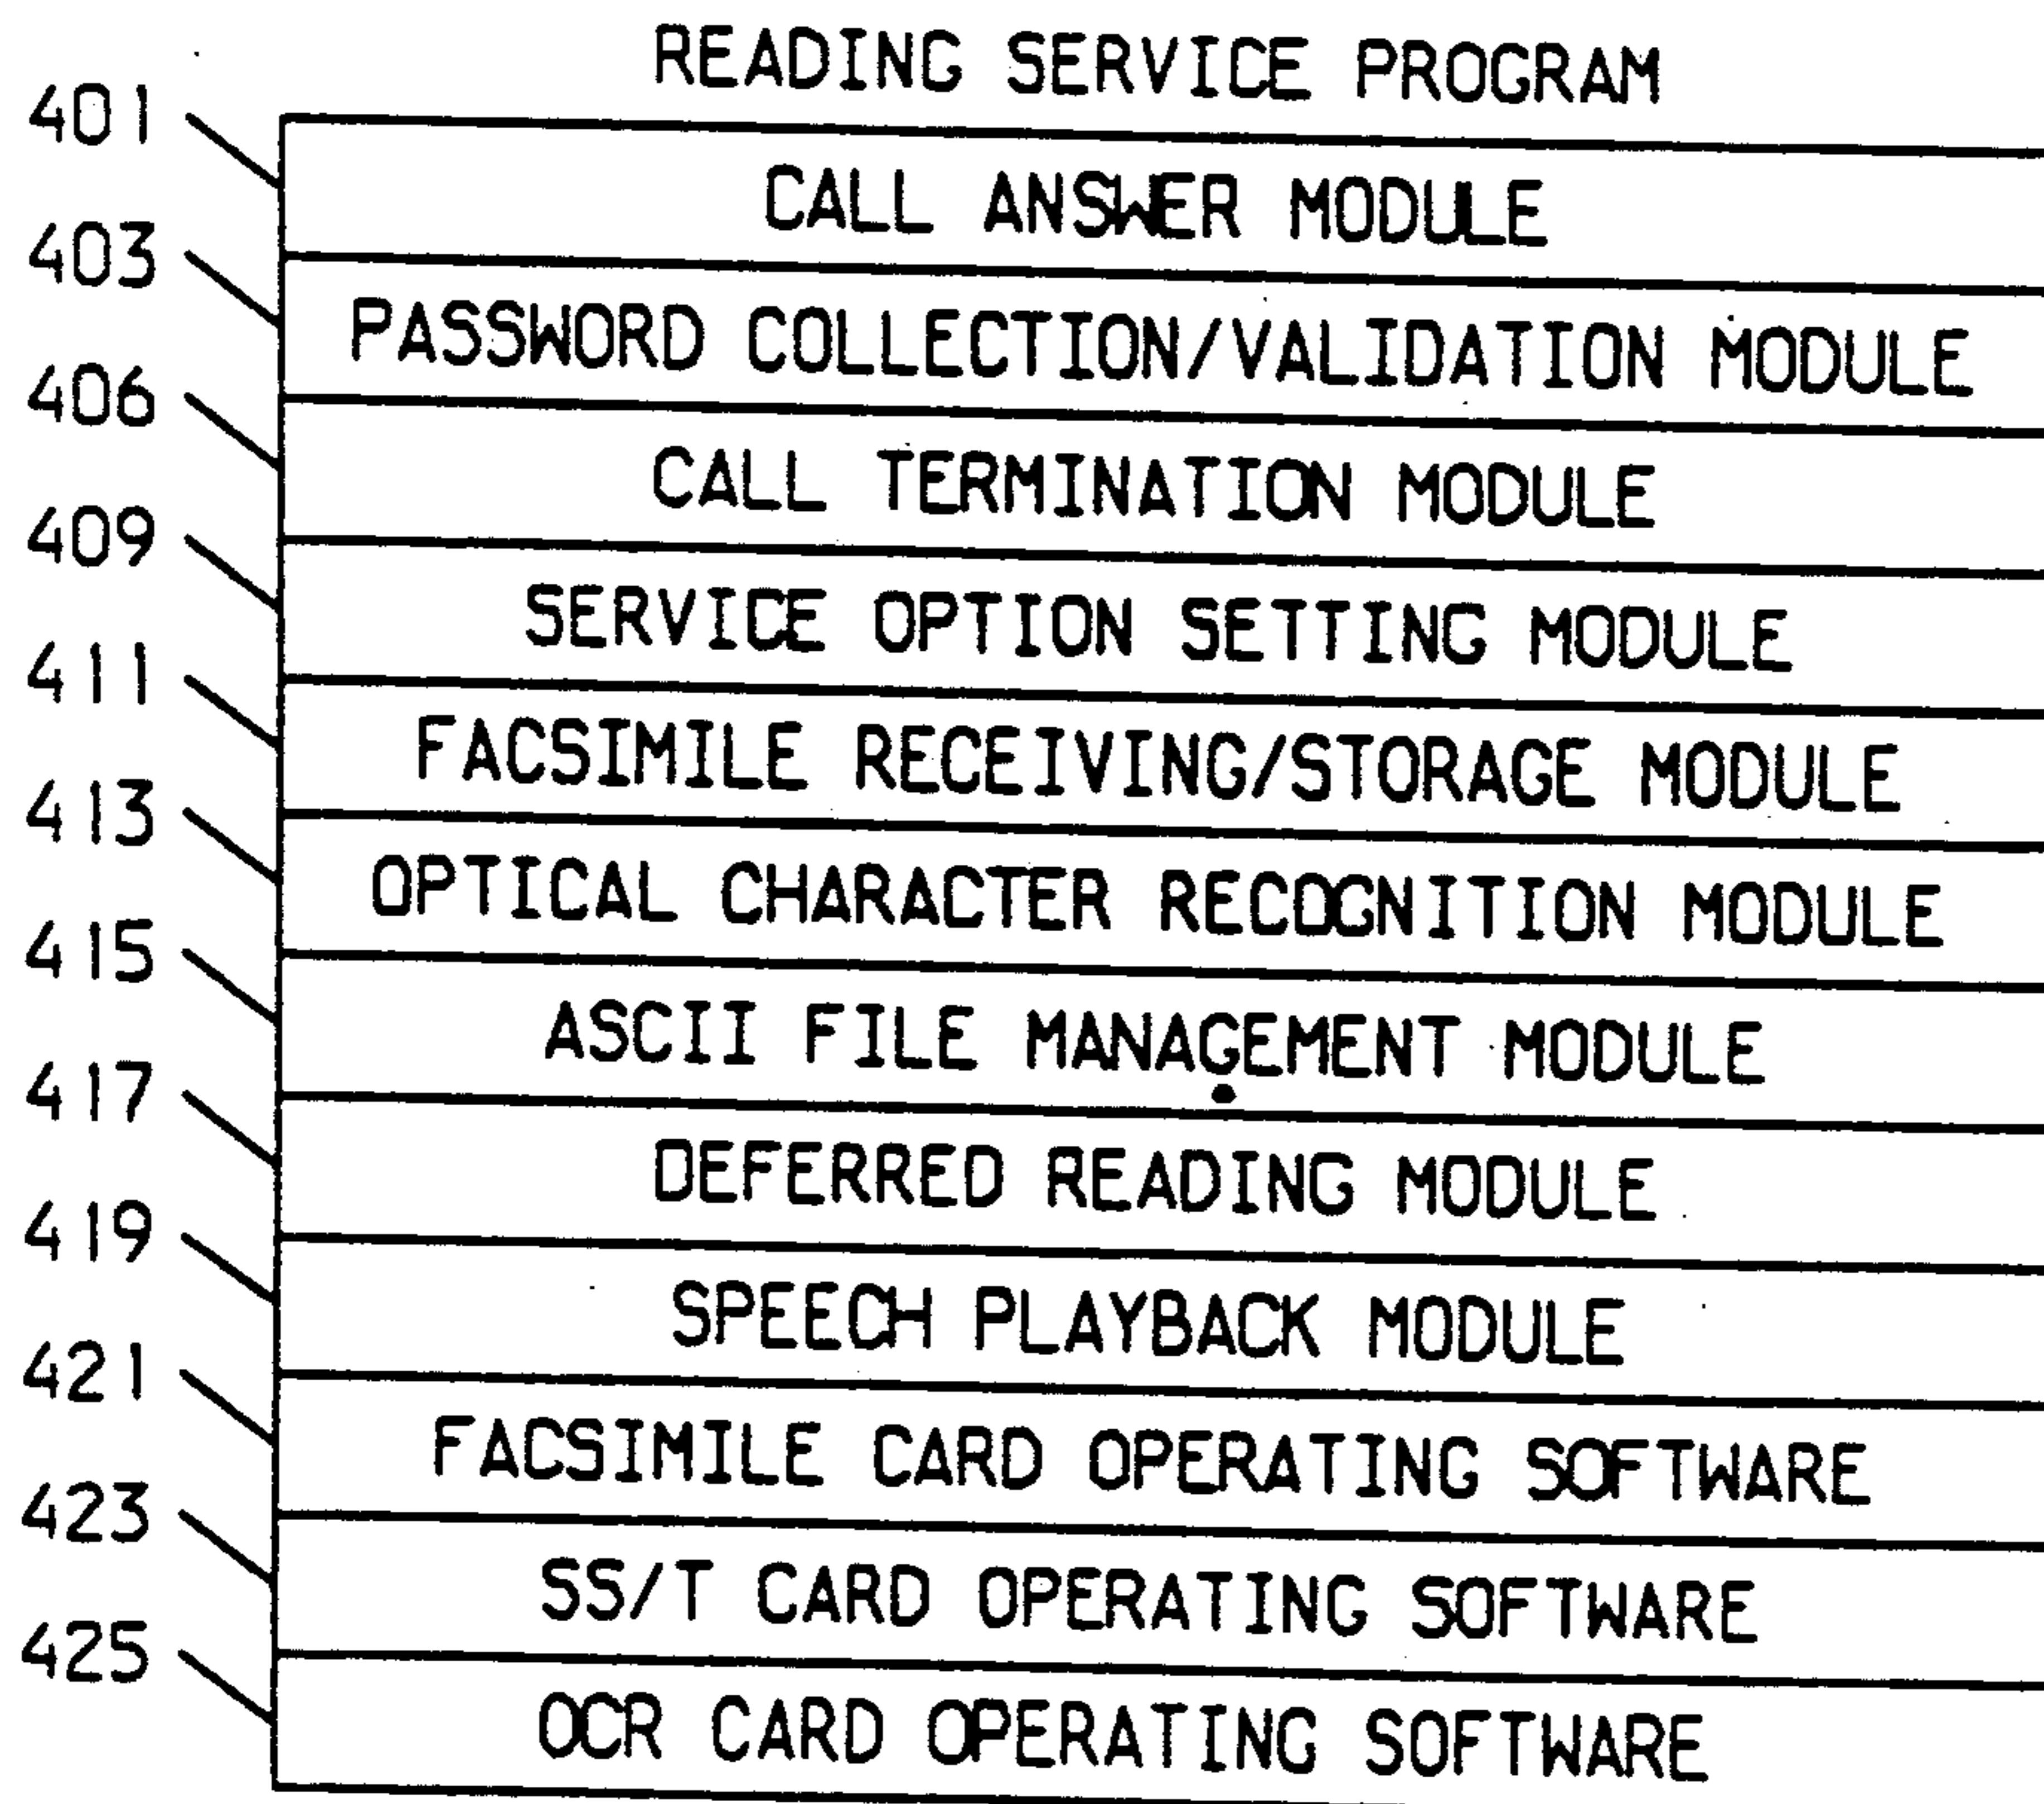 READING SERVICE PROGRAM
401 CALL ANSWER MODULE
403 PASSWORD COLLECTION/VALIDATION MODULE
406 CALL TERMINATION MODULE
409 SERVICE OPTION SETTING MODULE
411 FACSIMILE RECEIVING/STORAGE MODULE
413 OPTICAL CHARACTER RECOGNITION MODULE
415 ASCII FILE MANAGEMENT MODULE
417 DEFERRED READING MODULE
419 SPEECH PLAYBACK MODULE
421 FACSIMILE CARD OPERATING SOFTWARE
423 SS/T CARD OPERATING SOFTWARE
425 OCR CARD OPERATING SOFTWARE